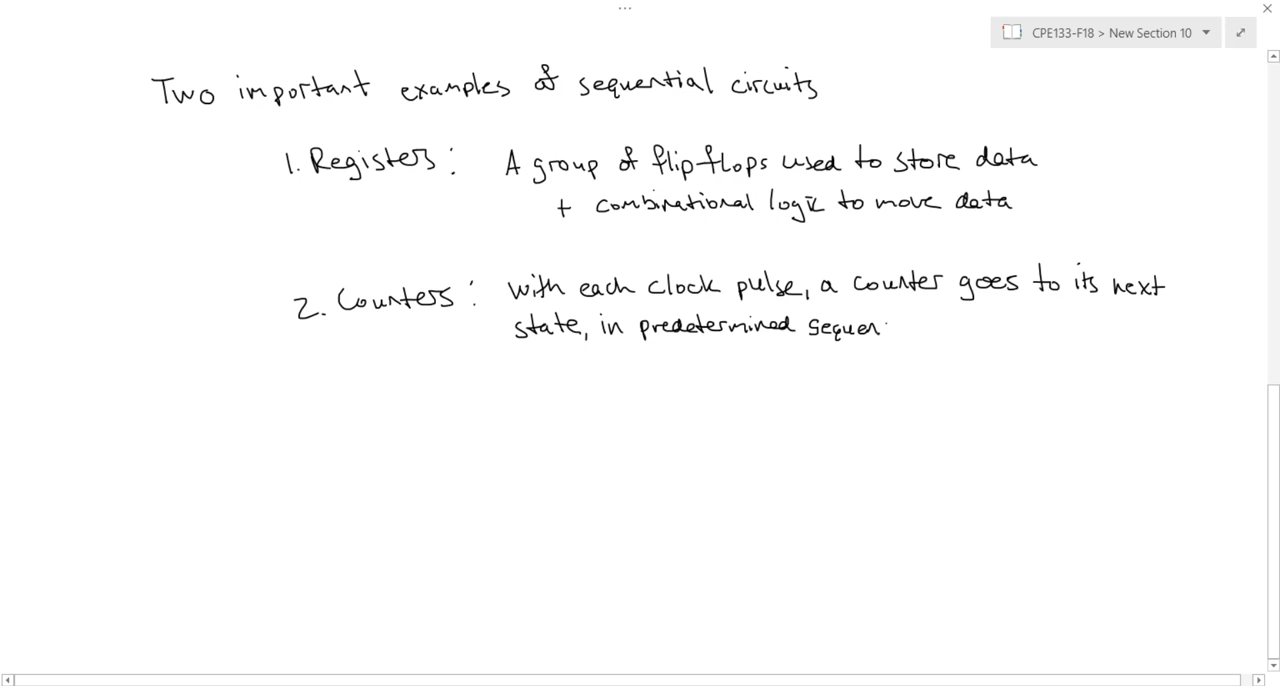 ...
CPE133-F18 > New Section 10
Two important examples of sequential circuits
1. Registers: A group of flip-flops used to store data
+ combinational logic to move data
2. Counters: with each clock pulse, a counter goes to its next
state, in predetermined sequen